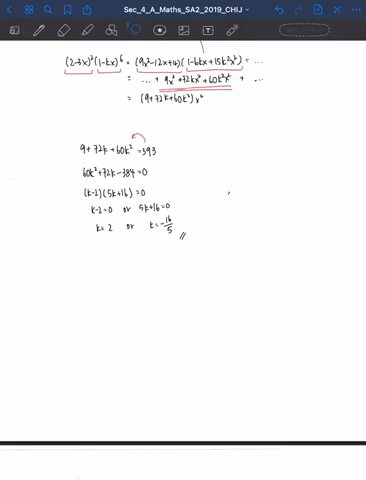 Sec_4_A_Maths_SA2_2019_CHIJ
(2-3x)²(1-kx)⁶ = (9x²-12x+4)(1-6kx+15k²x²) + ...
= ... + 9x² + 72kx² + 60k²x² + ...
= (9+72k+60k²)x²
9+72k+60k² = 393
60k²+72k-384=0
(k-2)(5k+16)=0
k-2=0 or 5k+16=0
k=2 or k=-16/5 //